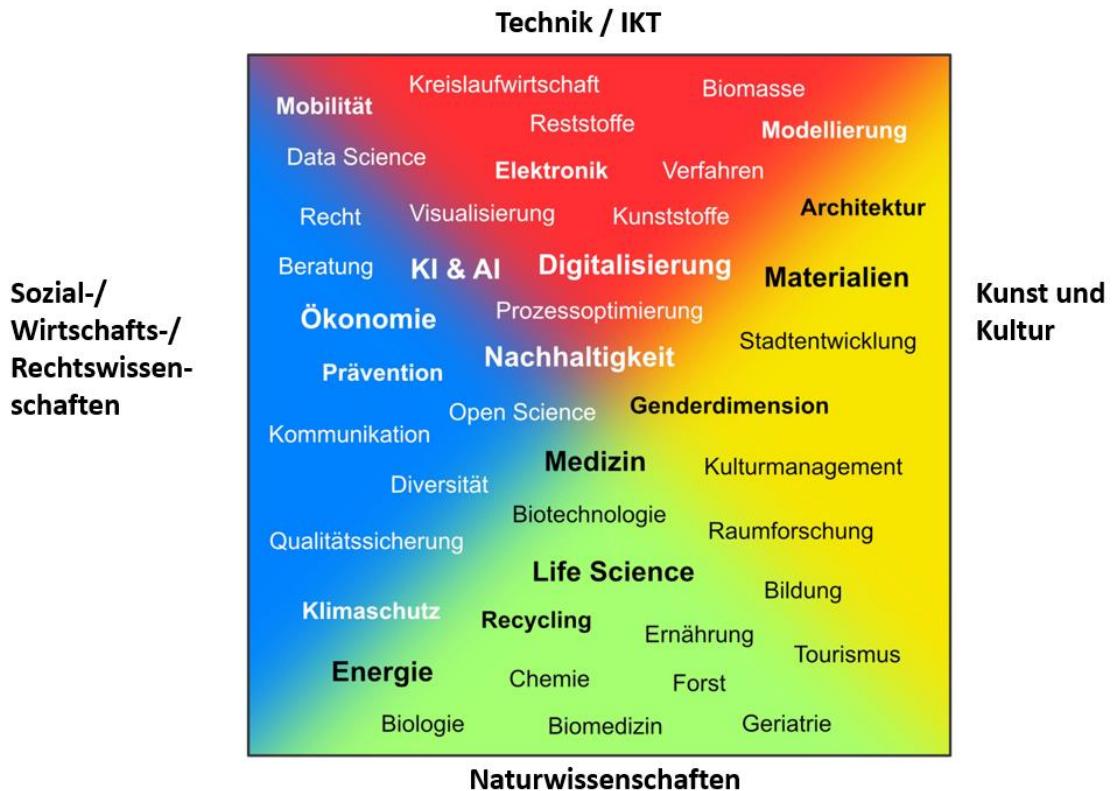 Technik / IKT
Kreislaufwirtschaft
Biomasse
Mobilität
Reststoffe
Modellierung
Data Science
Elektronik
Verfahren
Recht
Visualisierung
Kunststoffe
Architektur
Beratung
KI & AI
Digitalisierung
Materialien
Sozial-/
Wirtschafts-/
Rechtswissen-
schaften
Kunst und
Kultur
Ökonomie
Prozessoptimierung
Stadtentwicklung
Prävention
Nachhaltigkeit
Open Science
Genderdimension
Kommunikation
Medizin
Kulturmanagement
Diversität
Biotechnologie
Raumforschung
Qualitätssicherung
Life Science
Bildung
Klimaschutz
Recycling
Ernährung
Tourismus
Energie
Chemie
Forst
Biologie
Biomedizin
Geriatrie
Naturwissenschaften